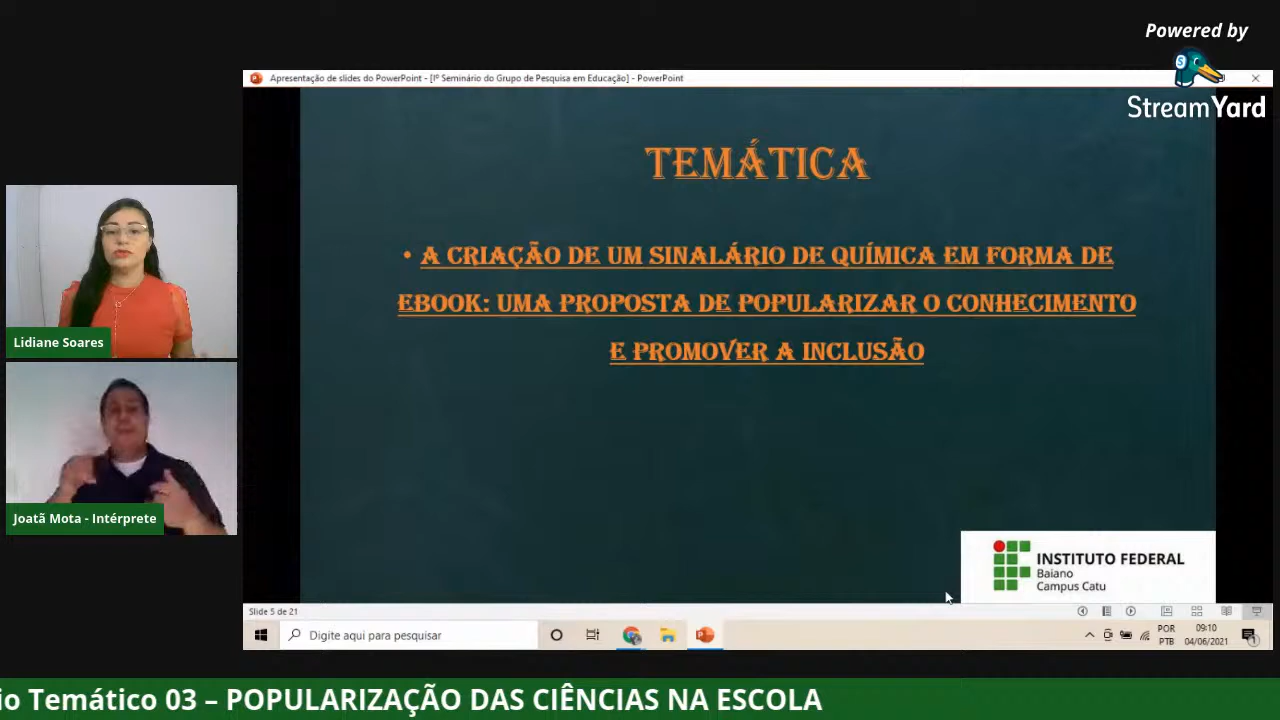 Powered by
StreamYard
Apresentação de slides do PowerPoint - [Iº Seminário do Grupo de Pesquisa em Educação] - PowerPoint
TEMÁTICA
• A CRIAÇÃO DE UM SINALÁRIO DE QUÍMICA EM FORMA DE
EBOOK: UMA PROPOSTA DE POPULARIZAR O CONHECIMENTO
E PROMOVER A INCLUSÃO
Lidiane Soares
Joatã Mota - Intérprete
INSTITUTO FEDERAL
Baiano
Campus Catu
Slide 5 de 21
Digite aqui para pesquisar
POR
PTB
09:10
04/06/2021
io Temático 03 – POPULARIZAÇÃO DAS CIÊNCIAS NA ESCOLA